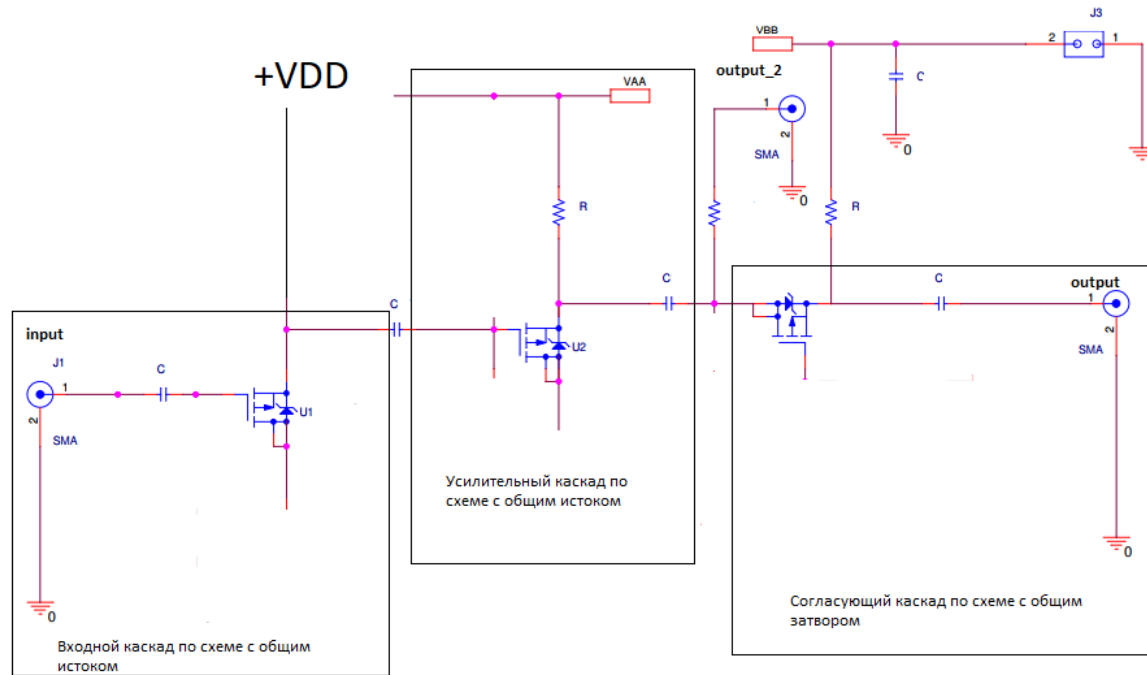 +VDD
VAA
output_2
VBB
J3
2
1
C
0
1
2
SMA
0
R
R
input
J1
1
C
2
SMA
0
U1
C
U2
C
C
output
1
2
SMA
0
Входной каскад по схеме с общим
истоком
Усилительный каскад по
схеме с общим истоком
Согласующий каскад по схеме с общим
затвором